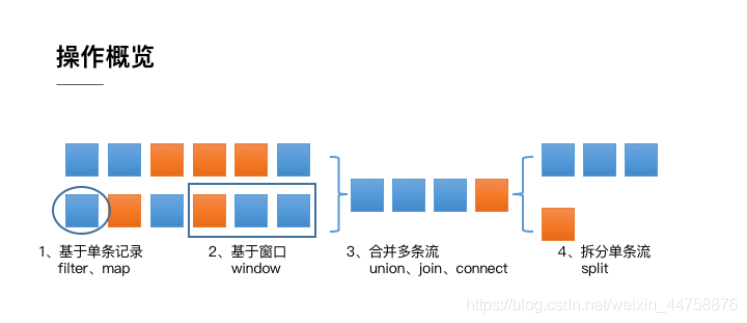 操作概览
1、基于单条记录
filter、map
2、基于窗口
window
3、合并多条流
union、join、connect
4、拆分单条流
split
https://blog.csdn.net/weixin_44758876